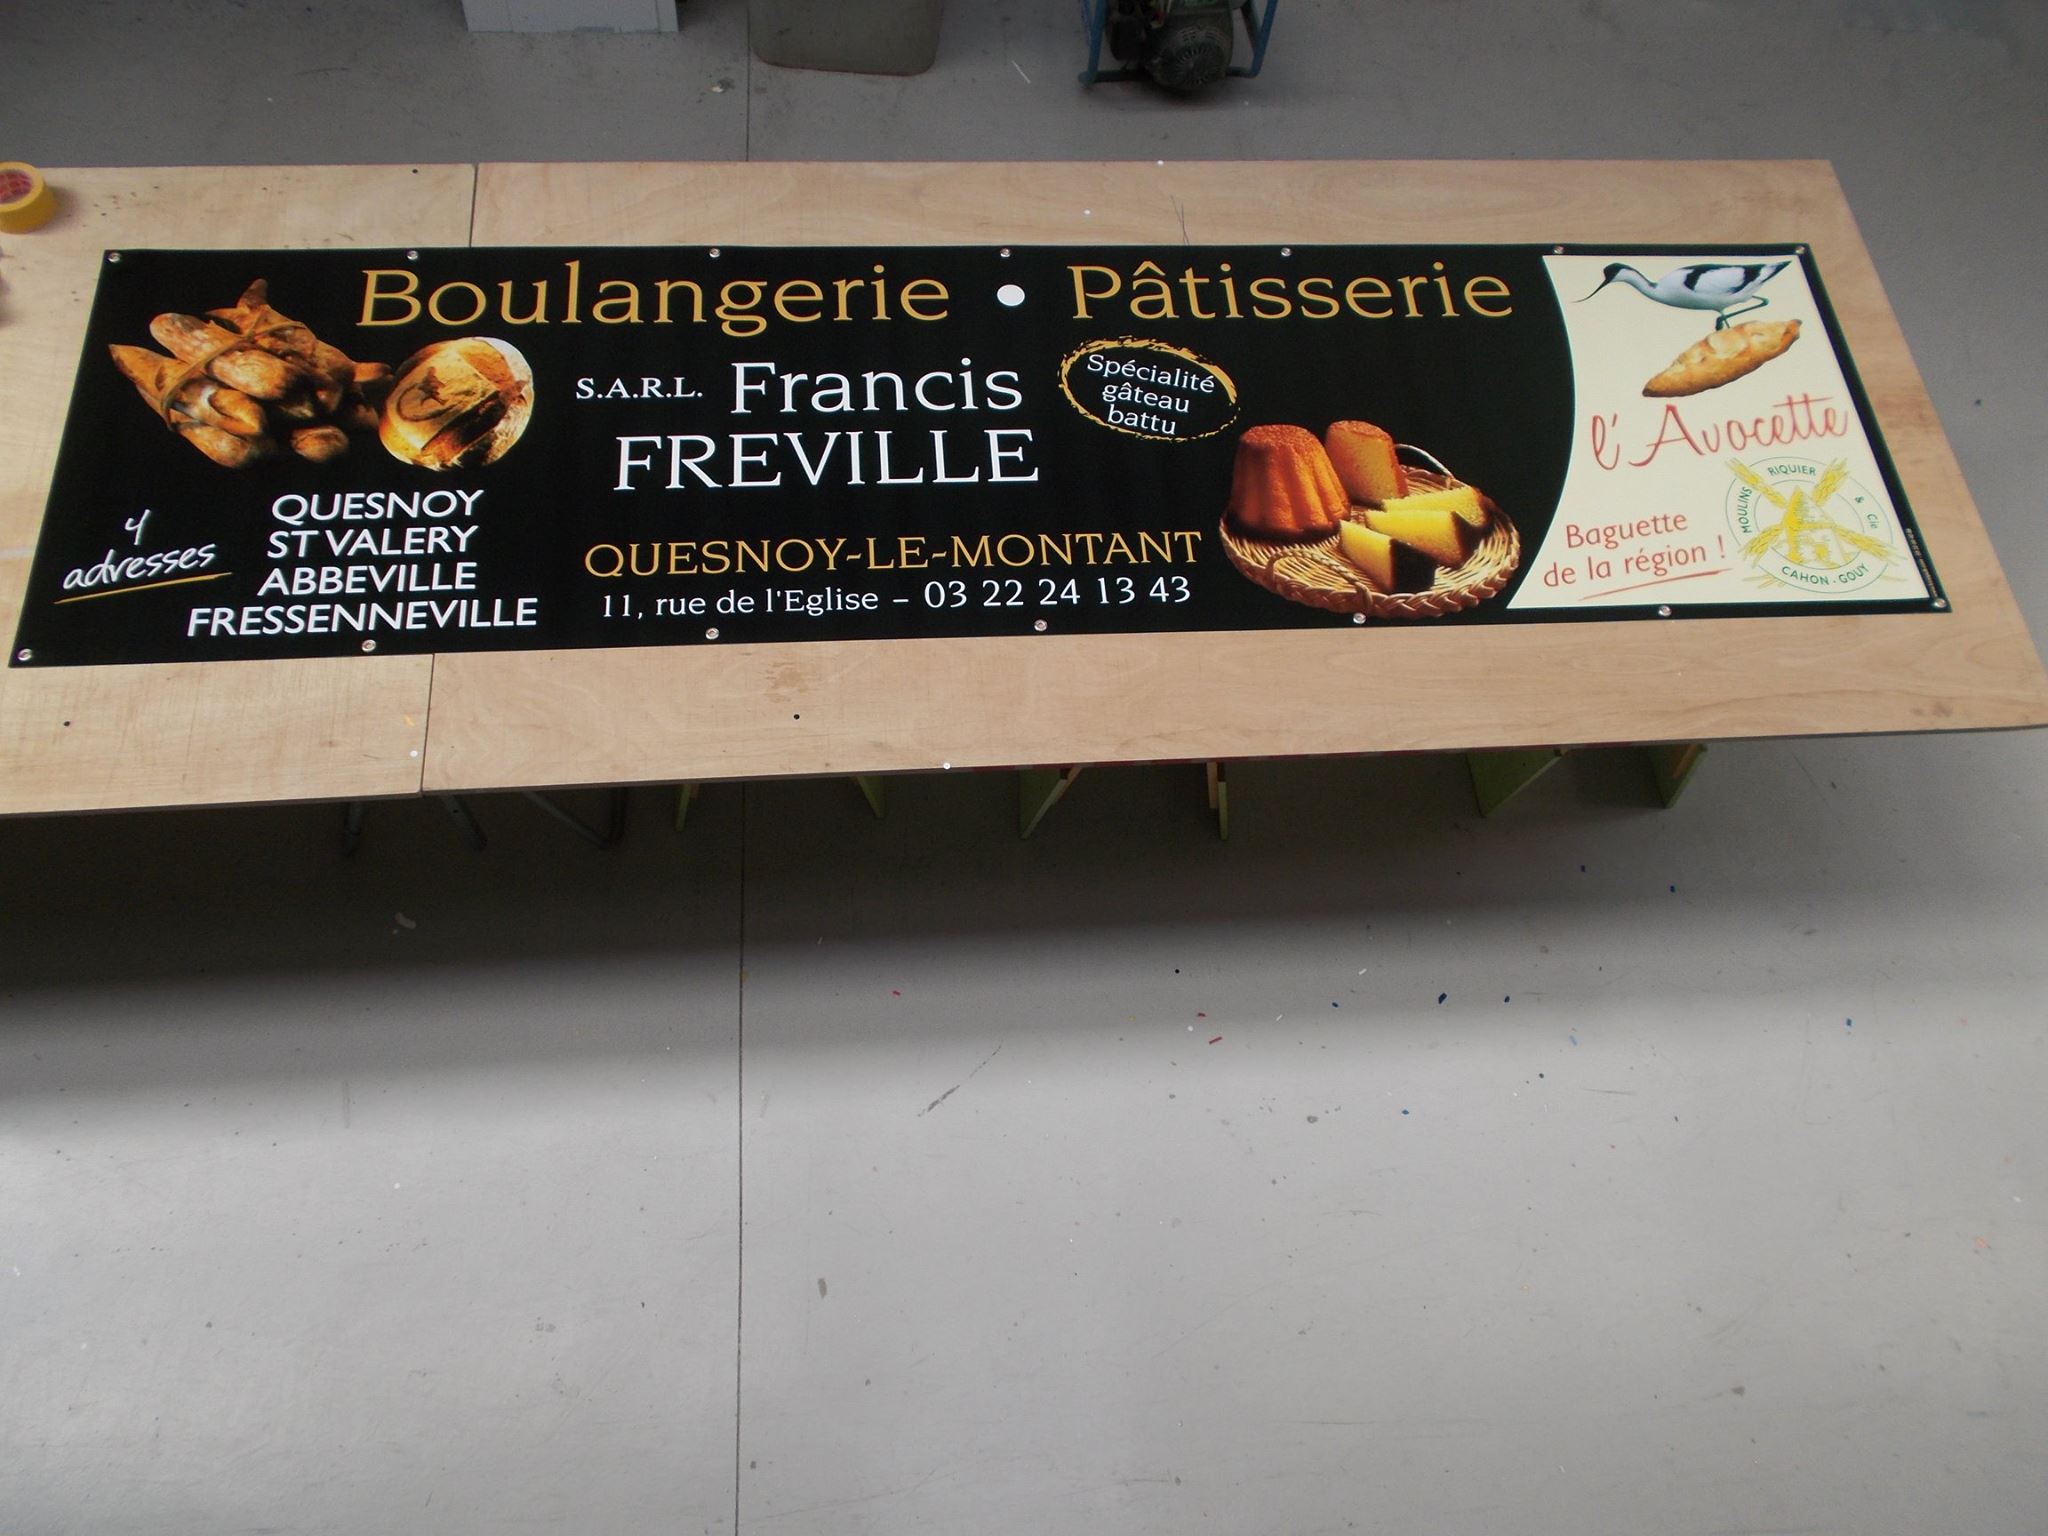 Boulangerie • Pâtisserie
S.A.R.L. Francis
FREVILLE
Spécialité
gâteau
battu
4
adresses
QUESNOY
ST VALERY
ABBEVILLE
FRESSENNEVILLE
QUESNOY-LE-MONTANT
11, rue de l'Eglise – 03 22 24 13 43
l'Avocette
Baguette
de la région !
MOULINS RIQUIER & Cie
CAHON - GOUY